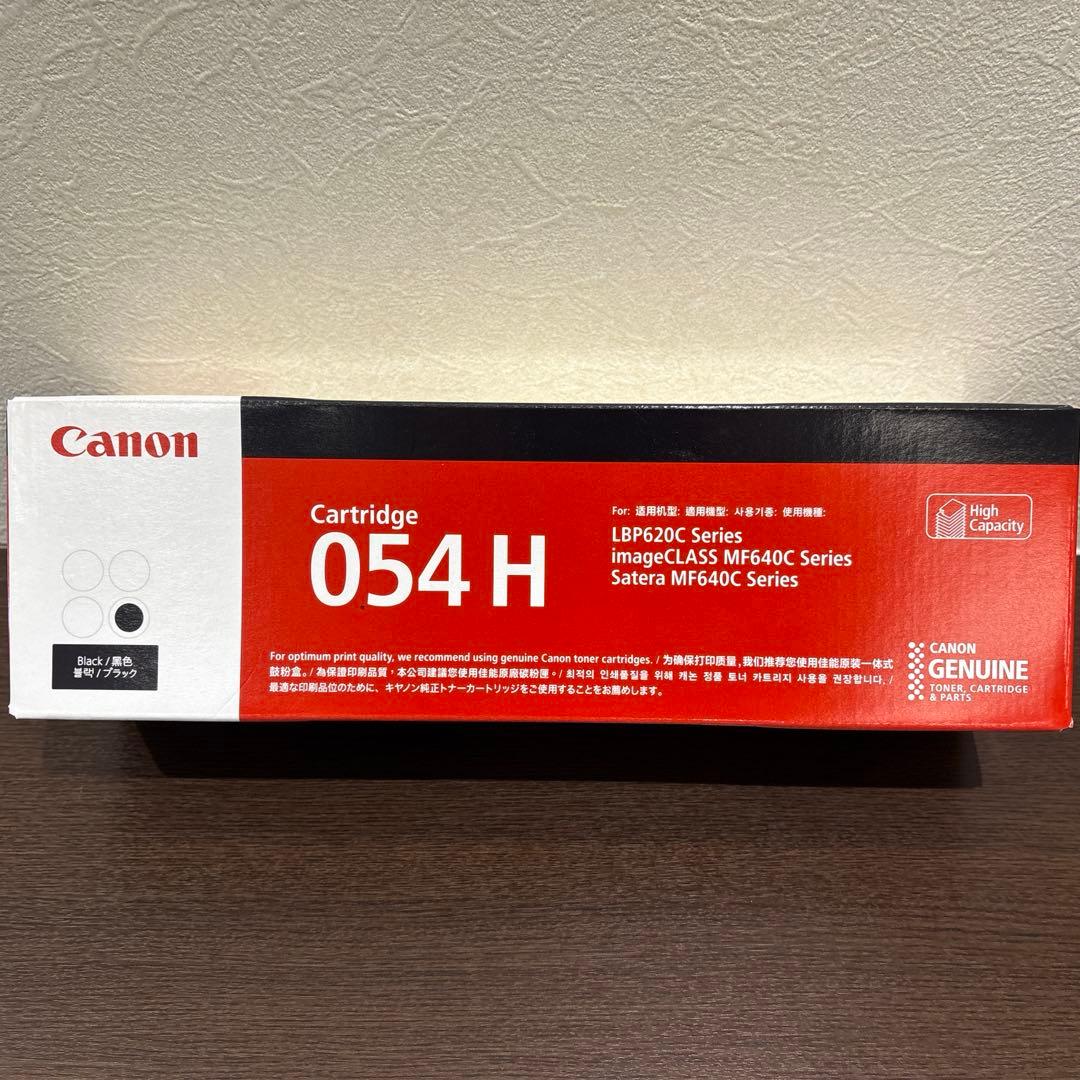 Canon
Black / 黑色
블랙 / ブラック
Cartridge
054 H
For: 适用机型: 適用機型: 사용기종: 使用機種:
LBP620C Series
imageCLASS MF640C Series
Satera MF640C Series
High
Capacity
For optimum print quality, we recommend using genuine Canon toner cartridges. / 为确保打印质量,我们推荐您使用佳能原装一体式
鼓粉盒。/ 為保證印刷品質,本公司建議您使用佳能原廠碳粉匣。/ 최적의 인쇄품질을 위해 캐논 정품 토너 카트리지 사용을 권장합니다. /
最適な印刷品位のために、キヤノン純正トナーカートリッジをご使用することをお薦めします。
CANON
GENUINE
TONER, CARTRIDGE
& PARTS